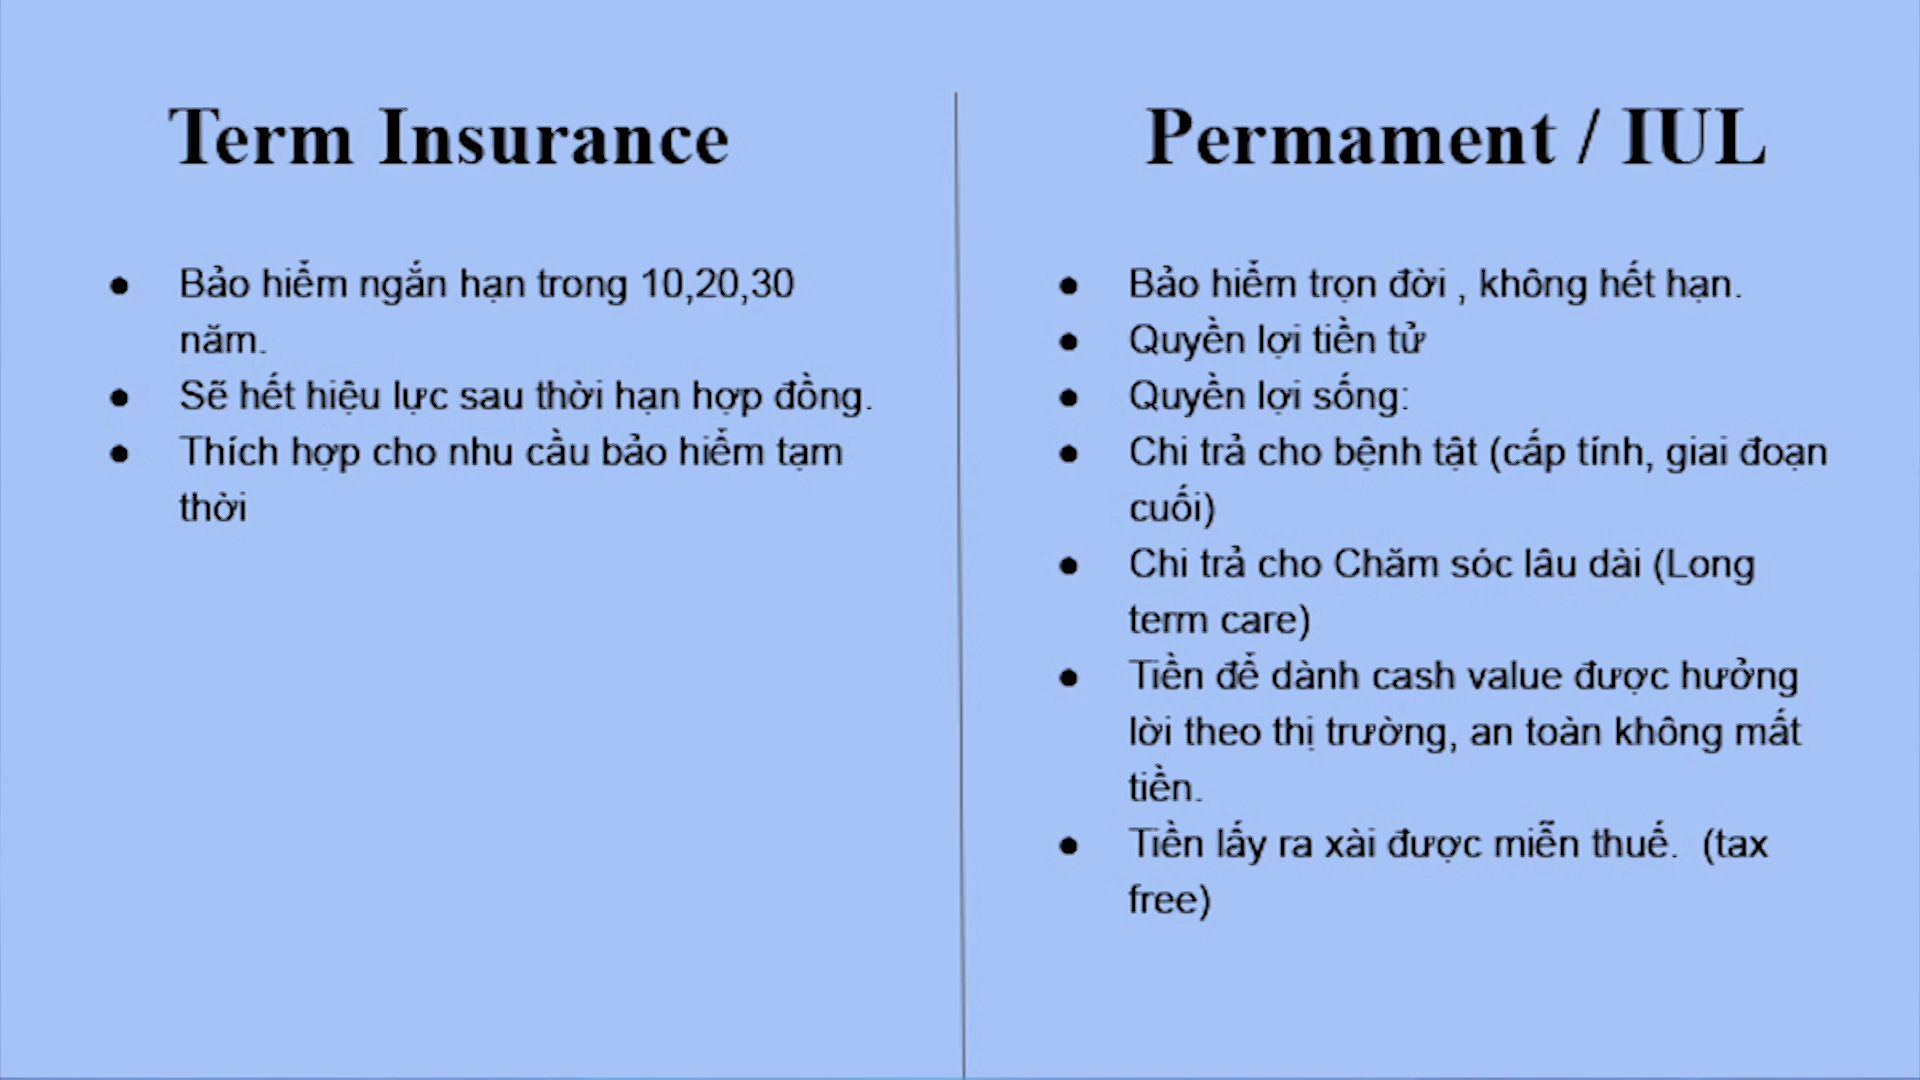 Term Insurance
Bảo hiểm ngắn hạn trong 10,20,30
năm.
Sẽ hết hiệu lực sau thời hạn hợp đồng.
Thích hợp cho nhu cầu bảo hiểm tạm
thời
Permament / IUL
Bảo hiểm trọn đời , không hết hạn.
Quyền lợi tiền tử
Quyền lợi sống:
Chi trả cho bệnh tật (cấp tính, giai đoạn
cuối)
Chi trả cho Chăm sóc lâu dài (Long
term care)
Tiền để dành cash value được hưởng
lời theo thị trường, an toàn không mất
tiền.
Tiền lấy ra xài được miễn thuế.  (tax
free)